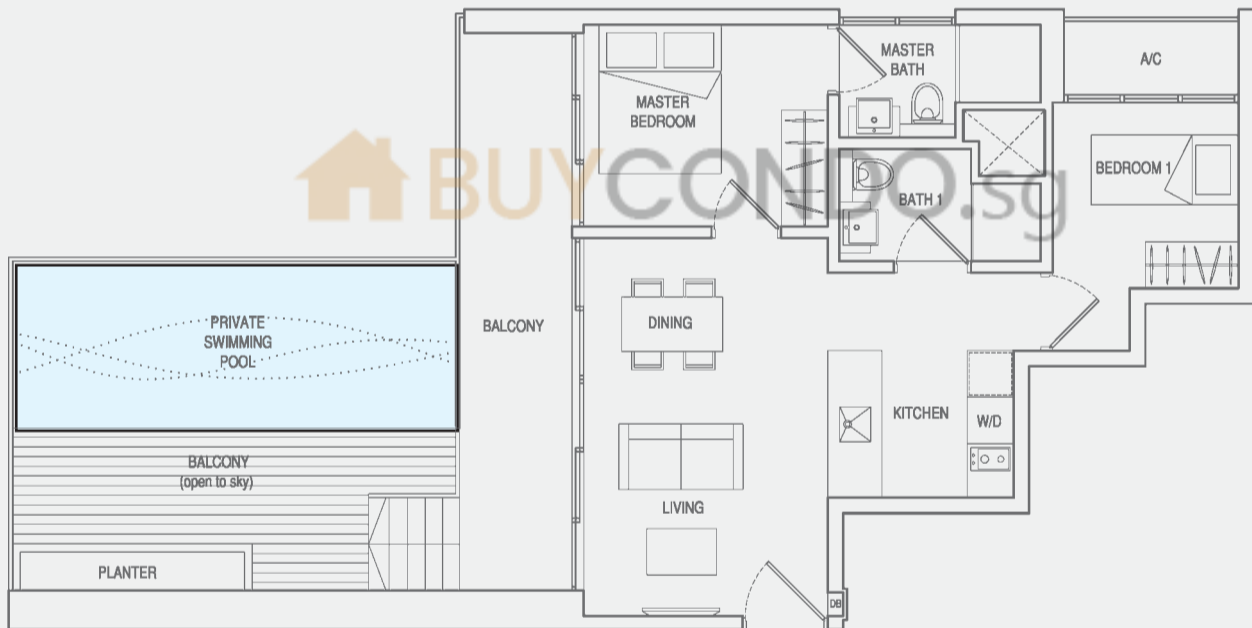 MASTER
BATH
A/C
MASTER
BEDROOM
BUYCONDO.sg
BEDROOM 1
BATH 1
PRIVATE
SWIMMING
POOL
BALCONY
DINING
KITCHEN
W/D
BALCONY
(open to sky)
LIVING
PLANTER
DB